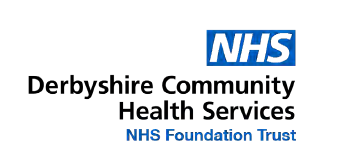 NHS
Derbyshire Community
Health Services
NHS Foundation Trust